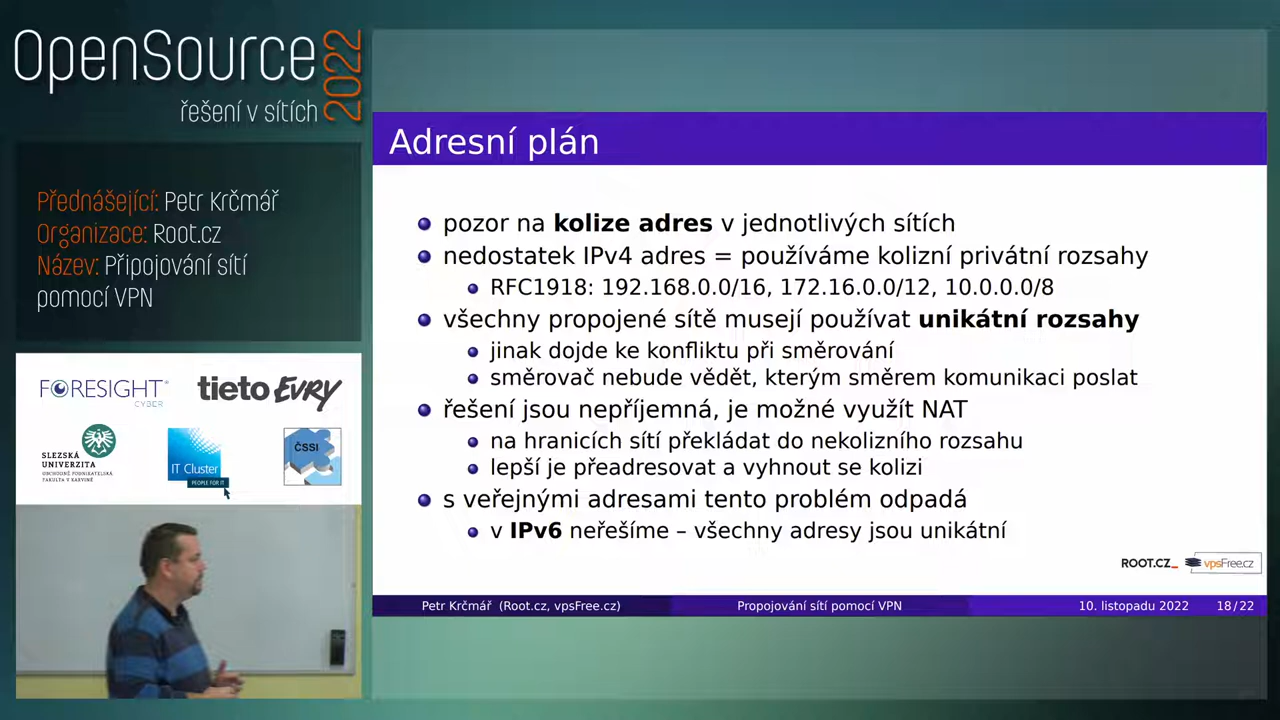 OpenSource
2022
řešení v sítích
Přednášející: Petr Krčmář
Organizace: Root.cz
Název: Připojování sítí
pomocí VPN
FORESIGHT
CYBER
tieto EVRY
SLEZSKÁ
UNIVERZITA
OBCHODNĚ PODNIKATELSKÁ
FAKULTA V KARVINÉ
IT Cluster
PEOPLE FOR IT
ČSSI
Adresní plán
pozor na kolize adres v jednotlivých sítích
nedostatek IPv4 adres = používáme kolizní privátní rozsahy
RFC1918: 192.168.0.0/16, 172.16.0.0/12, 10.0.0.0/8
všechny propojené sítě musejí používat unikátní rozsahy
jinak dojde ke konfliktu při směrování
směrovač nebude vědět, kterým směrem komunikaci poslat
řešení jsou nepříjemná, je možné využít NAT
na hranicích sítí překládat do nekolizního rozsahu
lepší je přeadresovat a vyhnout se kolizi
s veřejnými adresami tento problém odpadá
v IPv6 neřešíme – všechny adresy jsou unikátní
ROOT.CZ_
vpsFree.cz
Petr Krčmář (Root.cz, vpsFree.cz)
Propojování sítí pomocí VPN
10. listopadu 2022
18/22